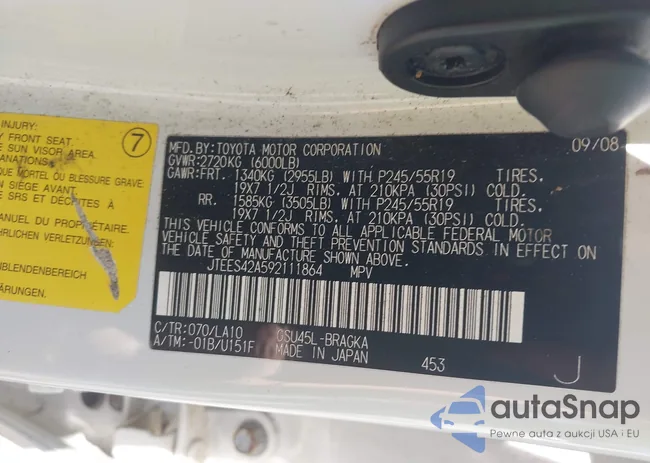 INJURY:
FRONT SEAT.
SUN VISOR AREA.
ANATIONS.
7
MORTEL OU BLESSURE GRAVE:
SIÈGE AVANT.
SRS ET DÉCRITES À
MANUEL DU PROPRIÉTAIRE.
HRLICHEN VERLETZUNGEN:
BLENDENBEREICH
MFD.BY:TOYOTA MOTOR CORPORATION 09/08
GVWR:2720KG (6000LB)
GAWR:FRT. 1340KG (2955LB) WITH P245/55R19 TIRES.
19X7 1/2J RIMS. AT 210KPA (30PSI) COLD.
RR. 1585KG (3505LB) WITH P245/55R19 TIRES.
19X7 1/2J RIMS. AT 210KPA (30PSI) COLD.
THIS VEHICLE CONFORMS TO ALL APPLICABLE FEDERAL MOTOR
VEHICLE SAFETY AND THEFT PREVENTION STANDARDS IN EFFECT ON
THE DATE OF MANUFACTURE SHOWN ABOVE.
JTEES42A592111864 MPV
C/TR:070/LA10 GSU45L-BRAGKA
A/TM:-01B/U151F MADE IN JAPAN 453 J
autaSnap
Pewne auta z aukcji USA i EU